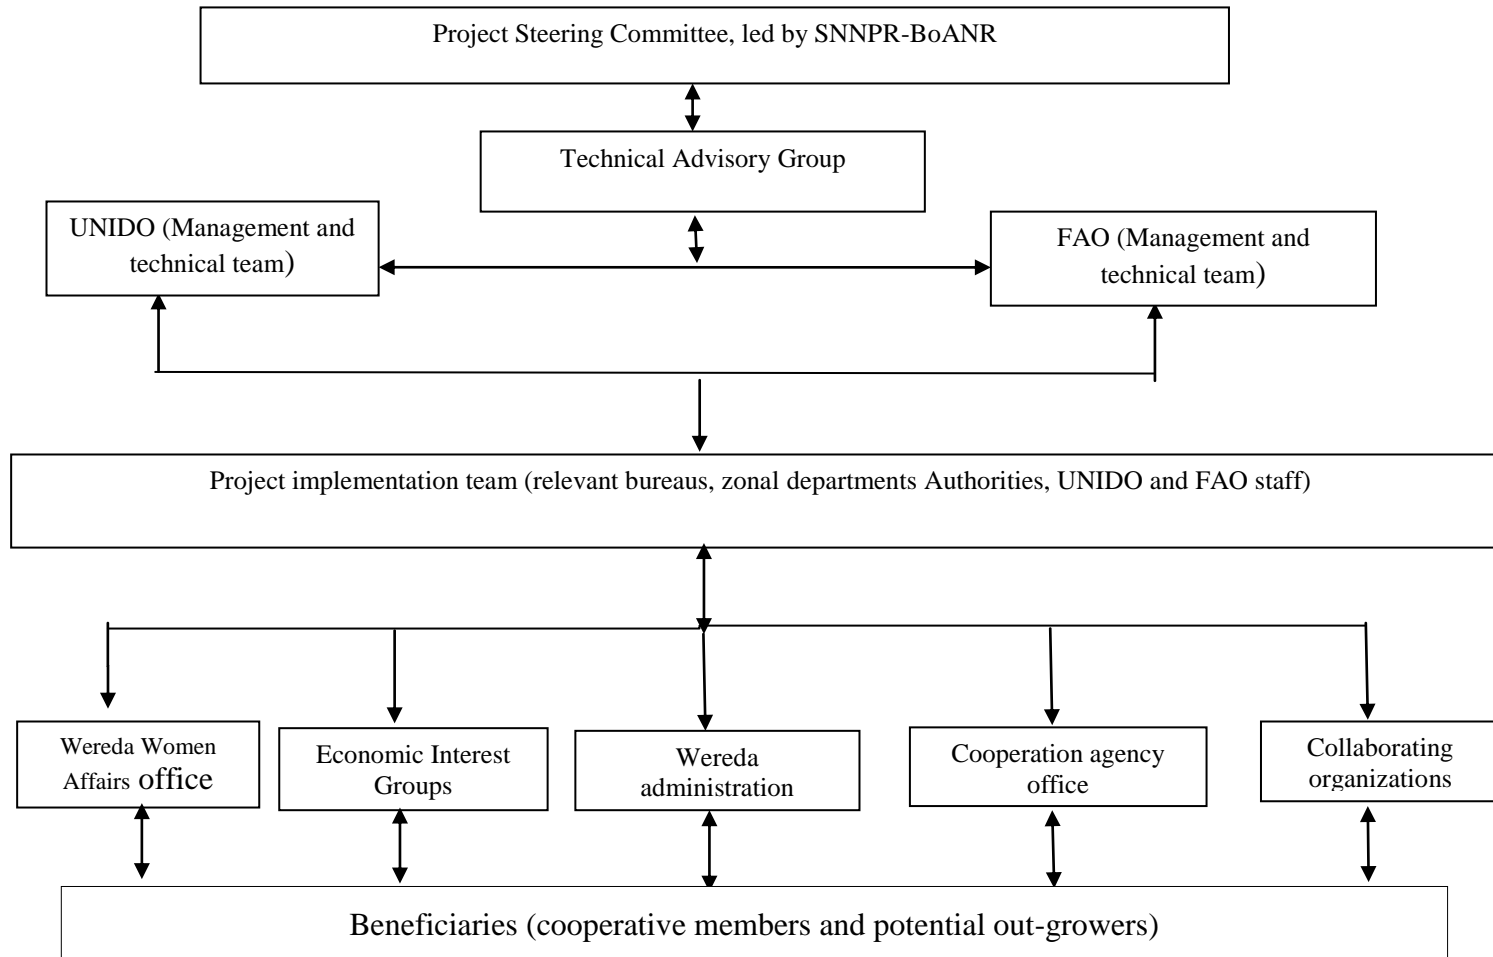 Project Steering Committee, led by SNNPR-BoANR
Technical Advisory Group
UNIDO (Management and
technical team)
FAO (Management and
technical team)
Project implementation team (relevant bureaus, zonal departments Authorities, UNIDO and FAO staff)
Wereda Women
Affairs office
Economic Interest
Groups
Wereda
administration
Cooperation agency
office
Collaborating
organizations
Beneficiaries (cooperative members and potential out-growers)